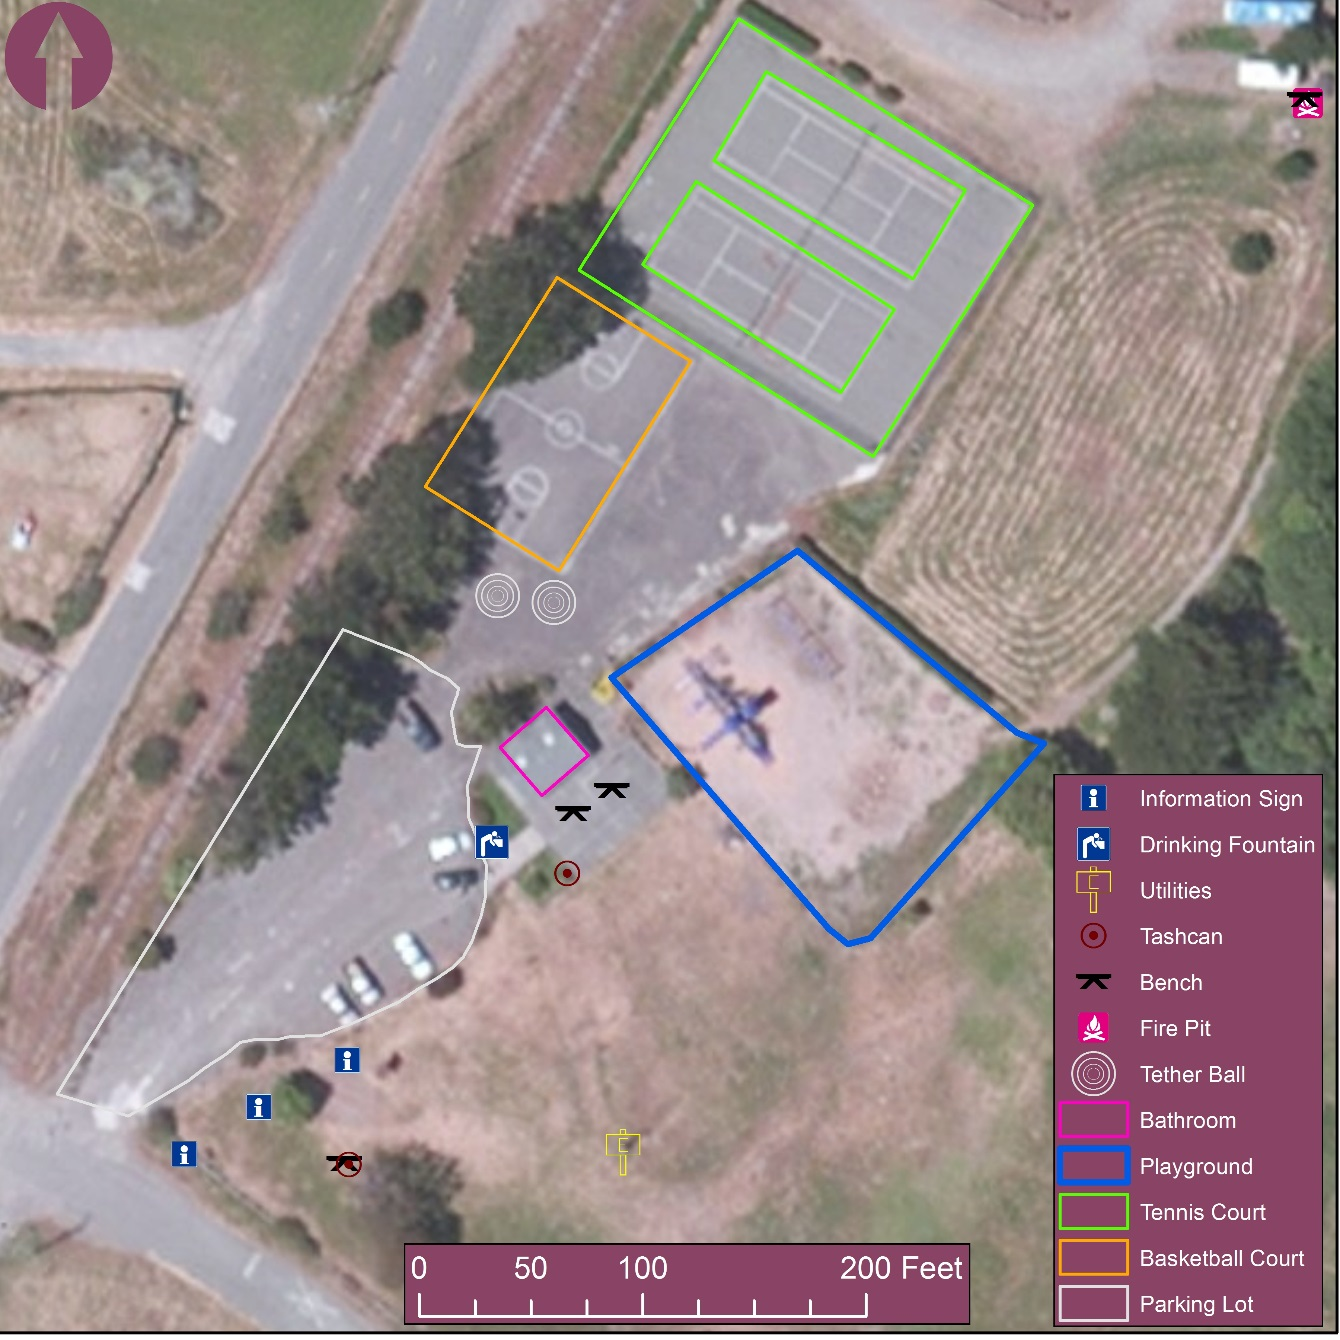 Information Sign
Drinking Fountain
Utilities
Tashcan
Bench
Fire Pit
Tether Ball
Bathroom
Playground
Tennis Court
Basketball Court
Parking Lot
0 50 100 200 Feet